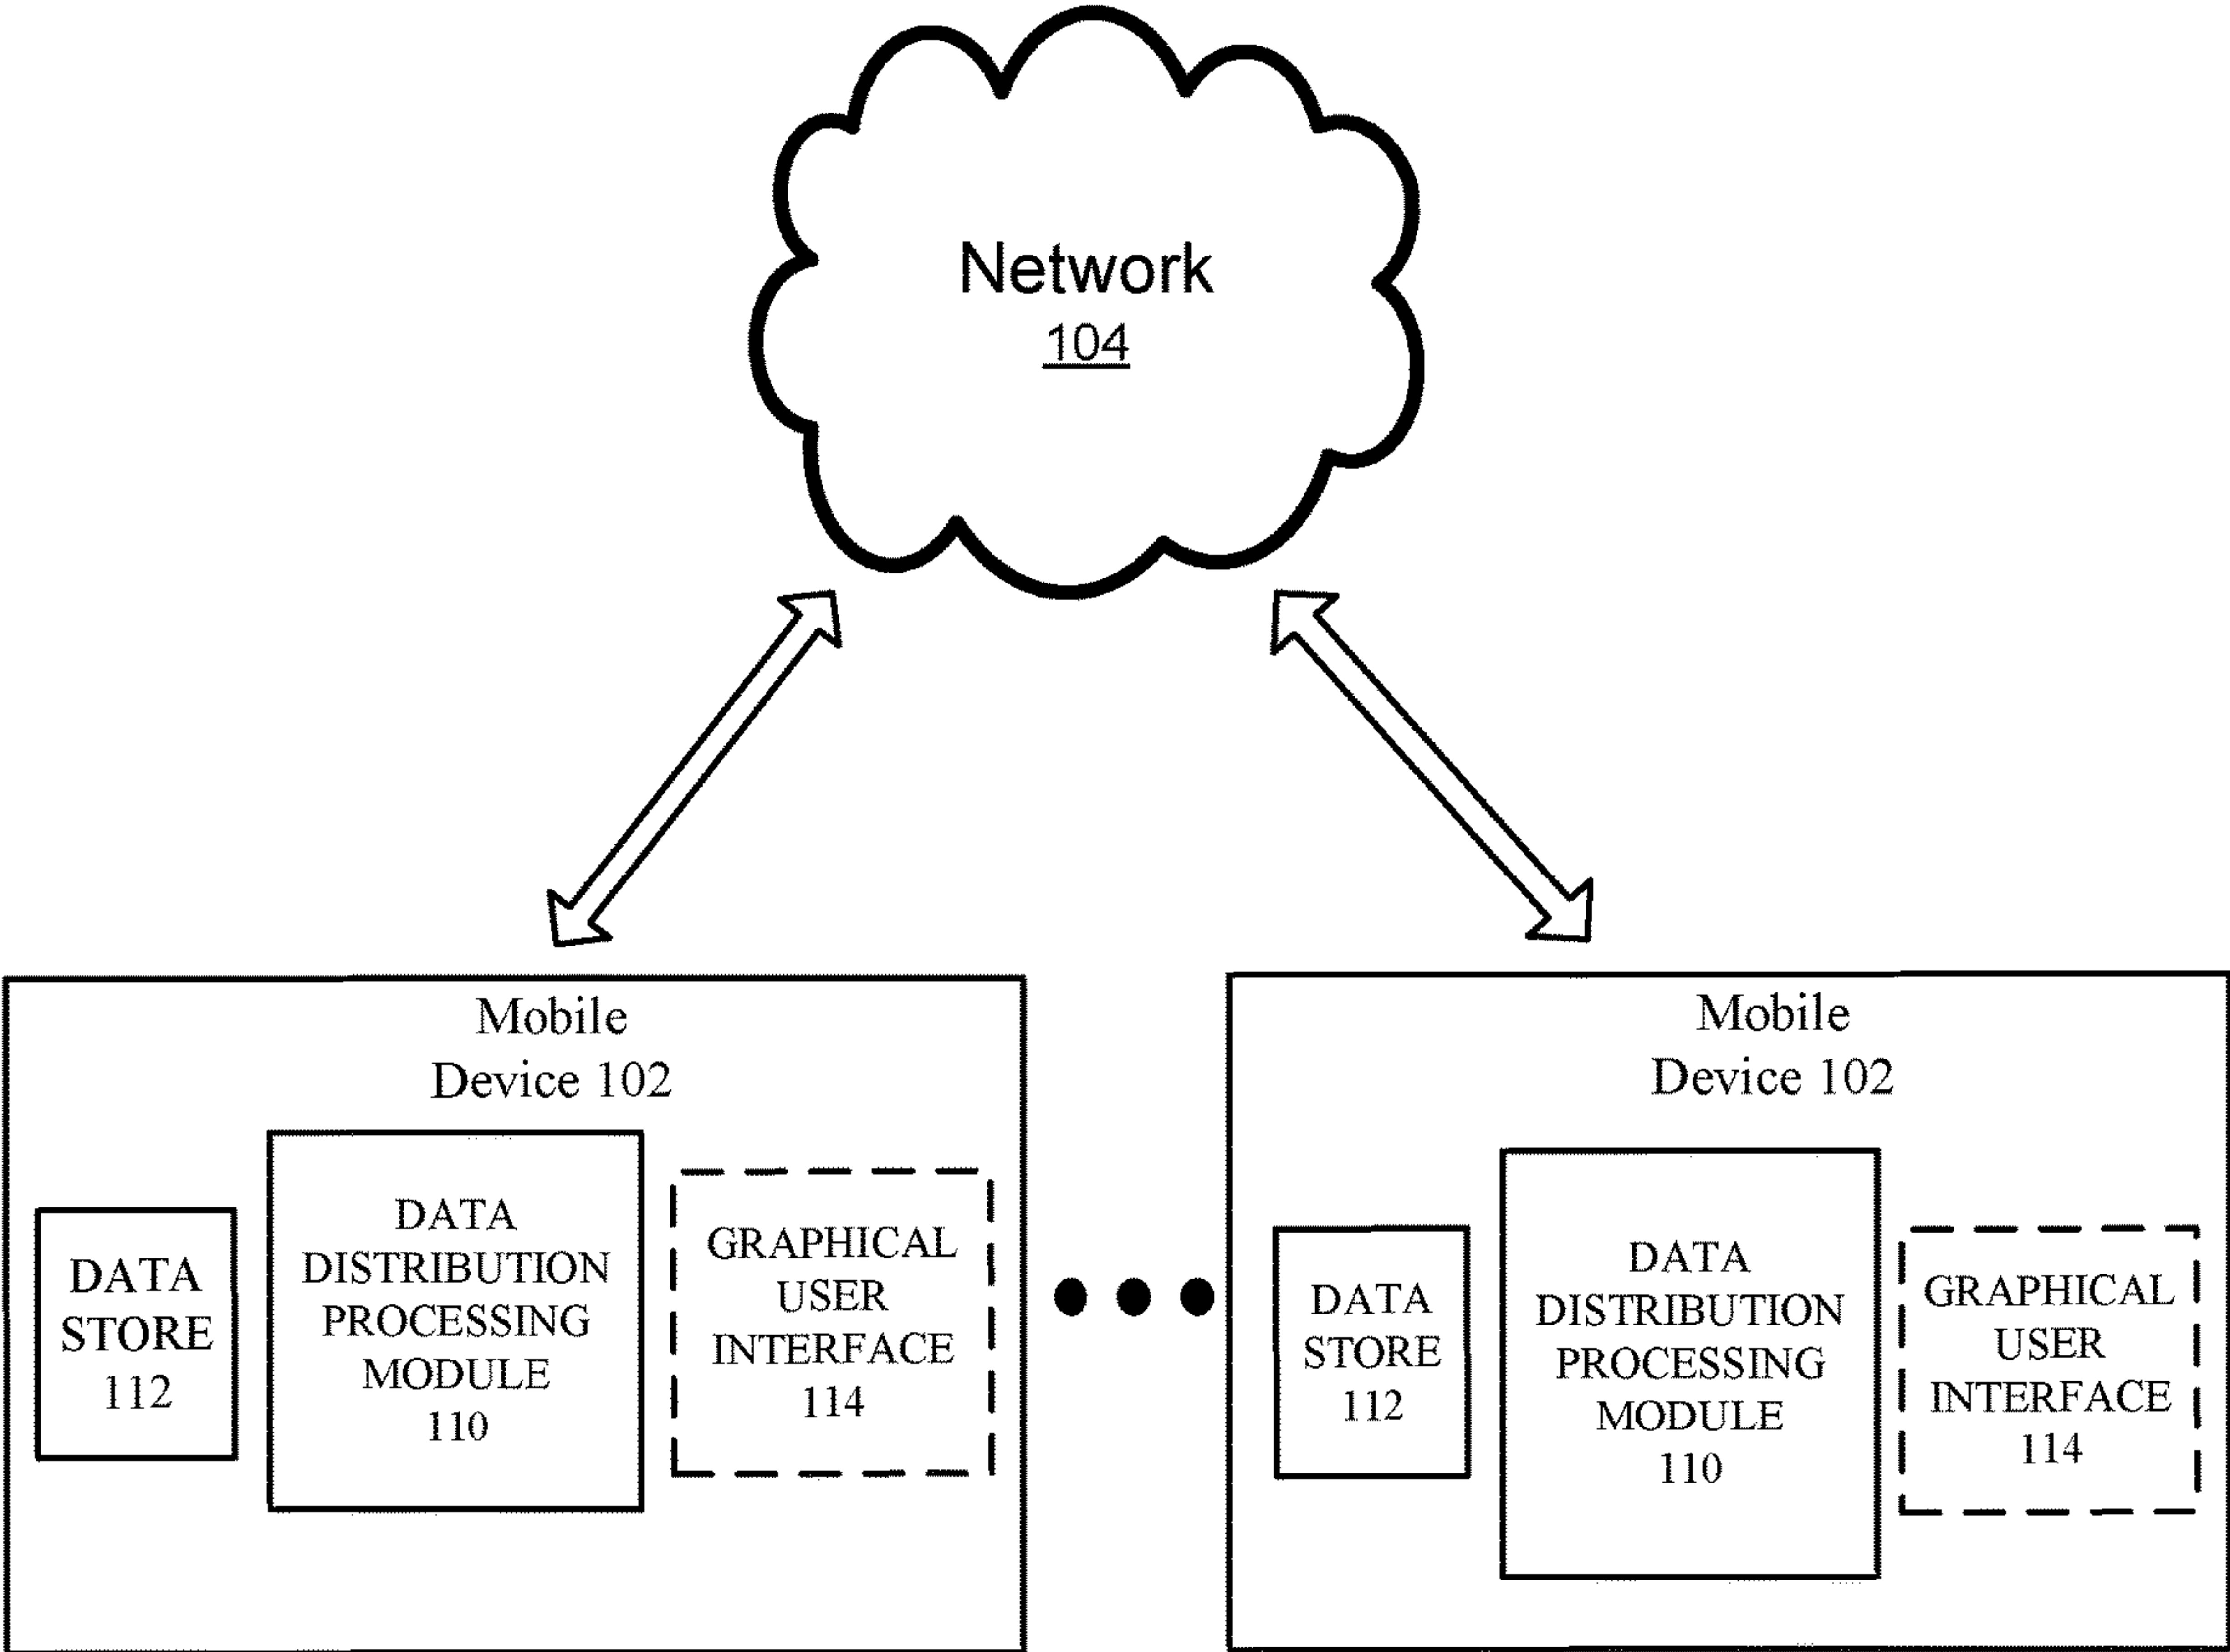 Network
104
Mobile
Device 102
DATA
STORE
112
DATA
DISTRIBUTION
PROCESSING
MODULE
110
GRAPHICAL
USER
INTERFACE
114
Mobile
Device 102
DATA
STORE
112
DATA
DISTRIBUTION
PROCESSING
MODULE
110
GRAPHICAL
USER
INTERFACE
114